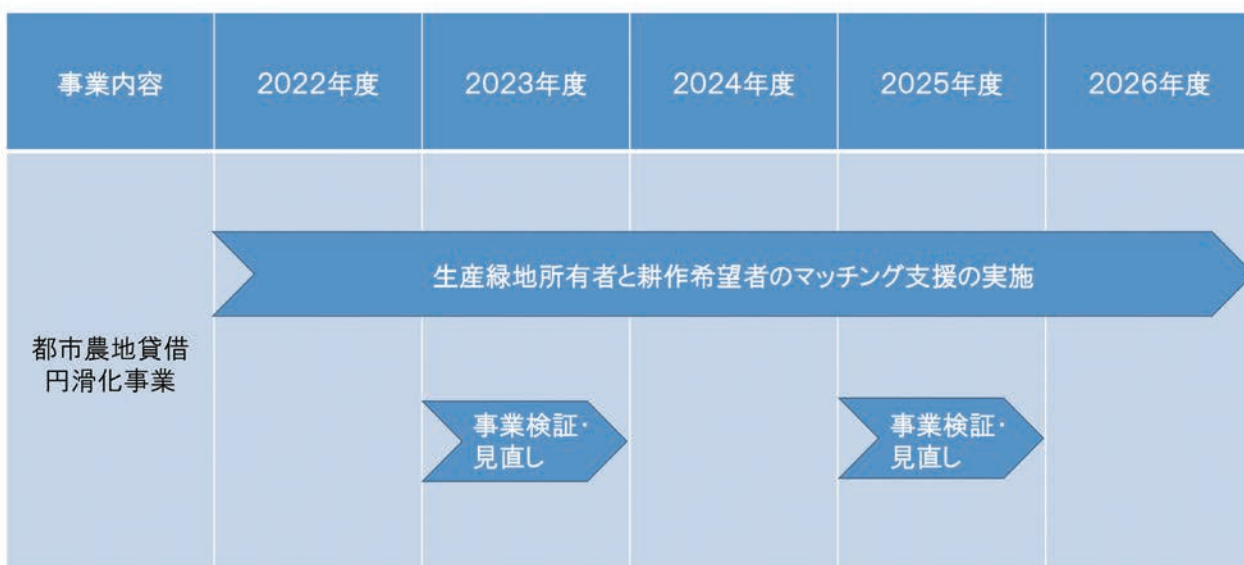 事業内容
2022年度
2023年度
2024年度
2025年度
2026年度
都市農地貸借
円滑化事業
生産緑地所有者と耕作希望者のマッチング支援の実施
事業検証・
見直し
事業検証・
見直し